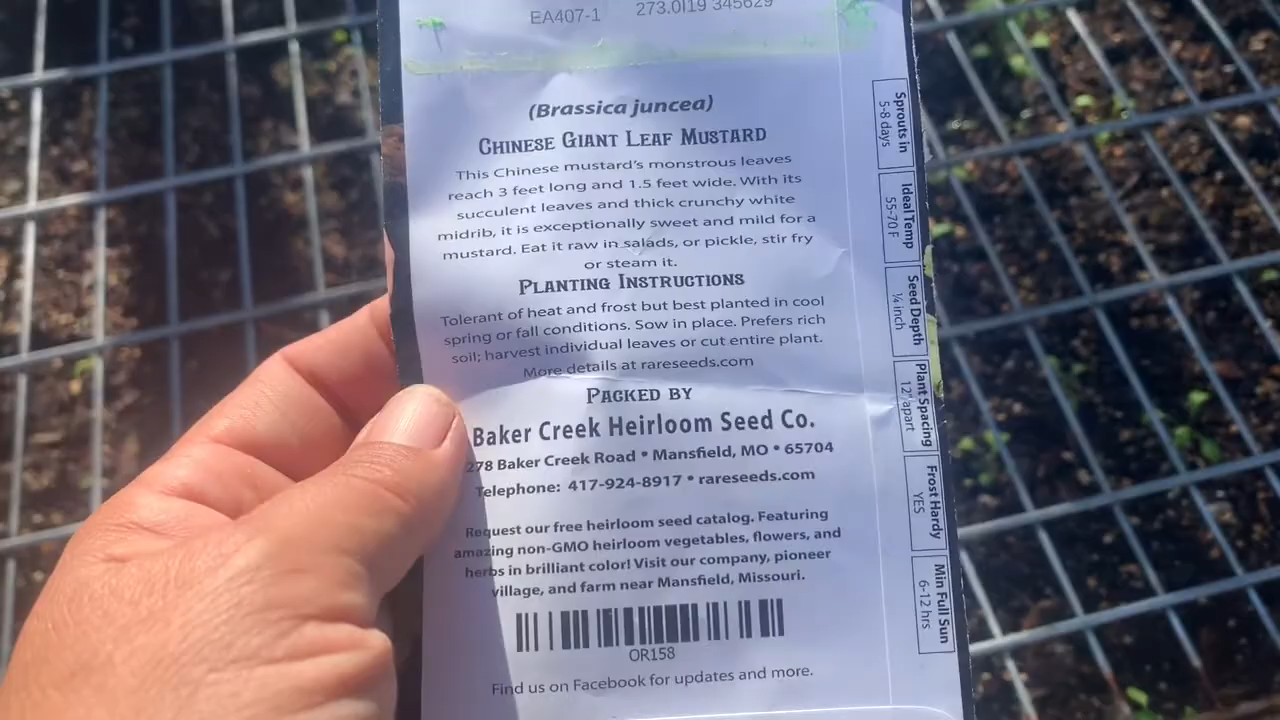 EA407-1 273.0I19 345629
(Brassica juncea)
CHINESE GIANT LEAF MUSTARD
This Chinese mustard's monstrous leaves
reach 3 feet long and 1.5 feet wide. With its
succulent leaves and thick crunchy white
midrib, it is exceptionally sweet and mild for a
mustard. Eat it raw in salads, or pickle, stir fry
or steam it.
PLANTING INSTRUCTIONS
Tolerant of heat and frost but best planted in cool
spring or fall conditions. Sow in place. Prefers rich
soil; harvest individual leaves or cut entire plant.
More details at rareseeds.com
PACKED BY
Baker Creek Heirloom Seed Co.
278 Baker Creek Road • Mansfield, MO • 65704
Telephone: 417-924-8917 • rareseeds.com
Request our free heirloom seed catalog. Featuring
amazing non-GMO heirloom vegetables, flowers, and
herbs in brilliant color! Visit our company, pioneer
village, and farm near Mansfield, Missouri.
OR158
Find us on Facebook for updates and more.
Sprouts in
5-8 days
Ideal Temp
55-70 F
Seed Depth
¼ inch
Plant Spacing
12" apart
Frost Hardy
YES
Min Full Sun
6-12 hrs